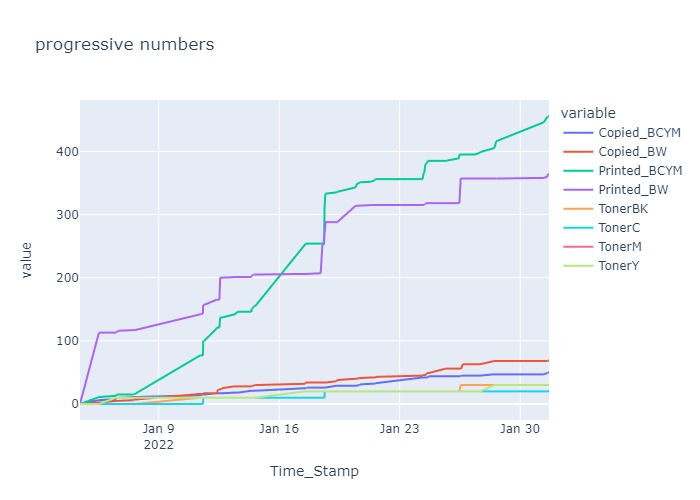 progressive numbers
variable
Copied_BCYM
Copied_BW
Printed_BCYM
Printed_BW
TonerBK
TonerC
TonerM
TonerY
value
400
300
200
100
0
Jan 9
2022
Jan 16
Jan 23
Jan 30
Time_Stamp